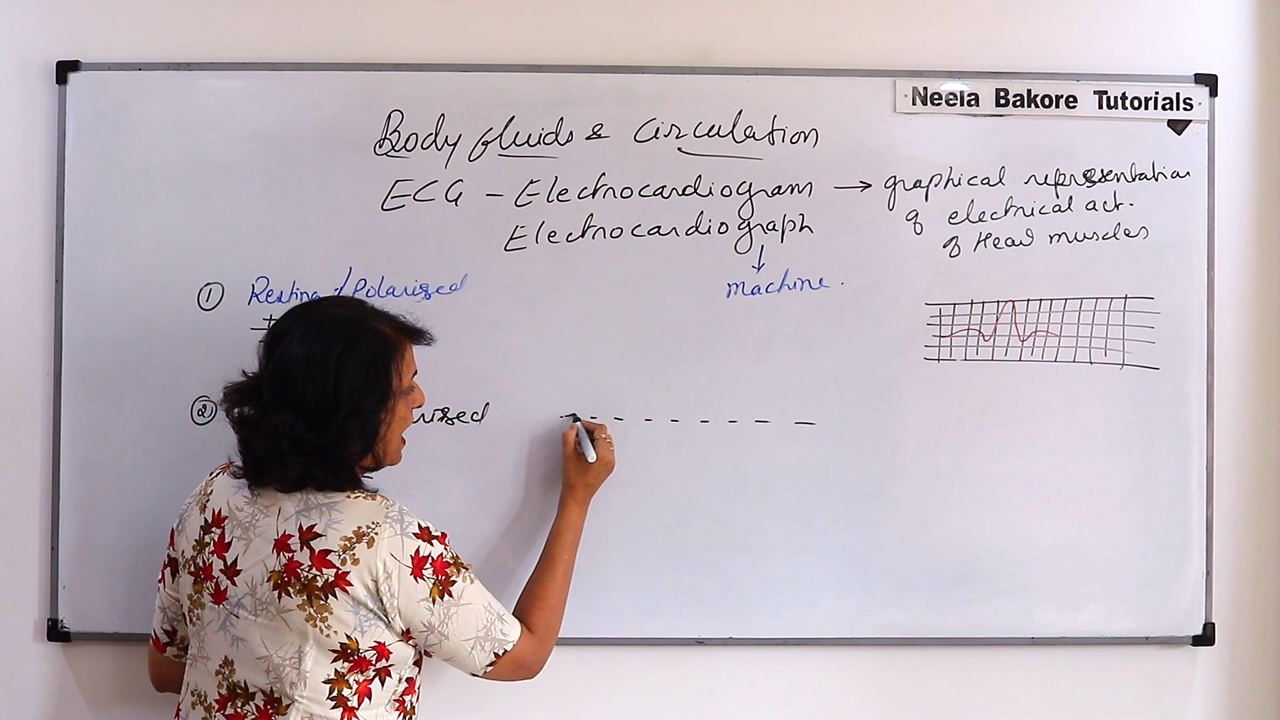 Neela Bakore Tutorials
Body fluids & Circulation
ECG - Electrocardiogram → graphical representation
of electrical act.
Electrocardiograph
of Heart muscles
↓
machine.
① Resting / Polarised
②